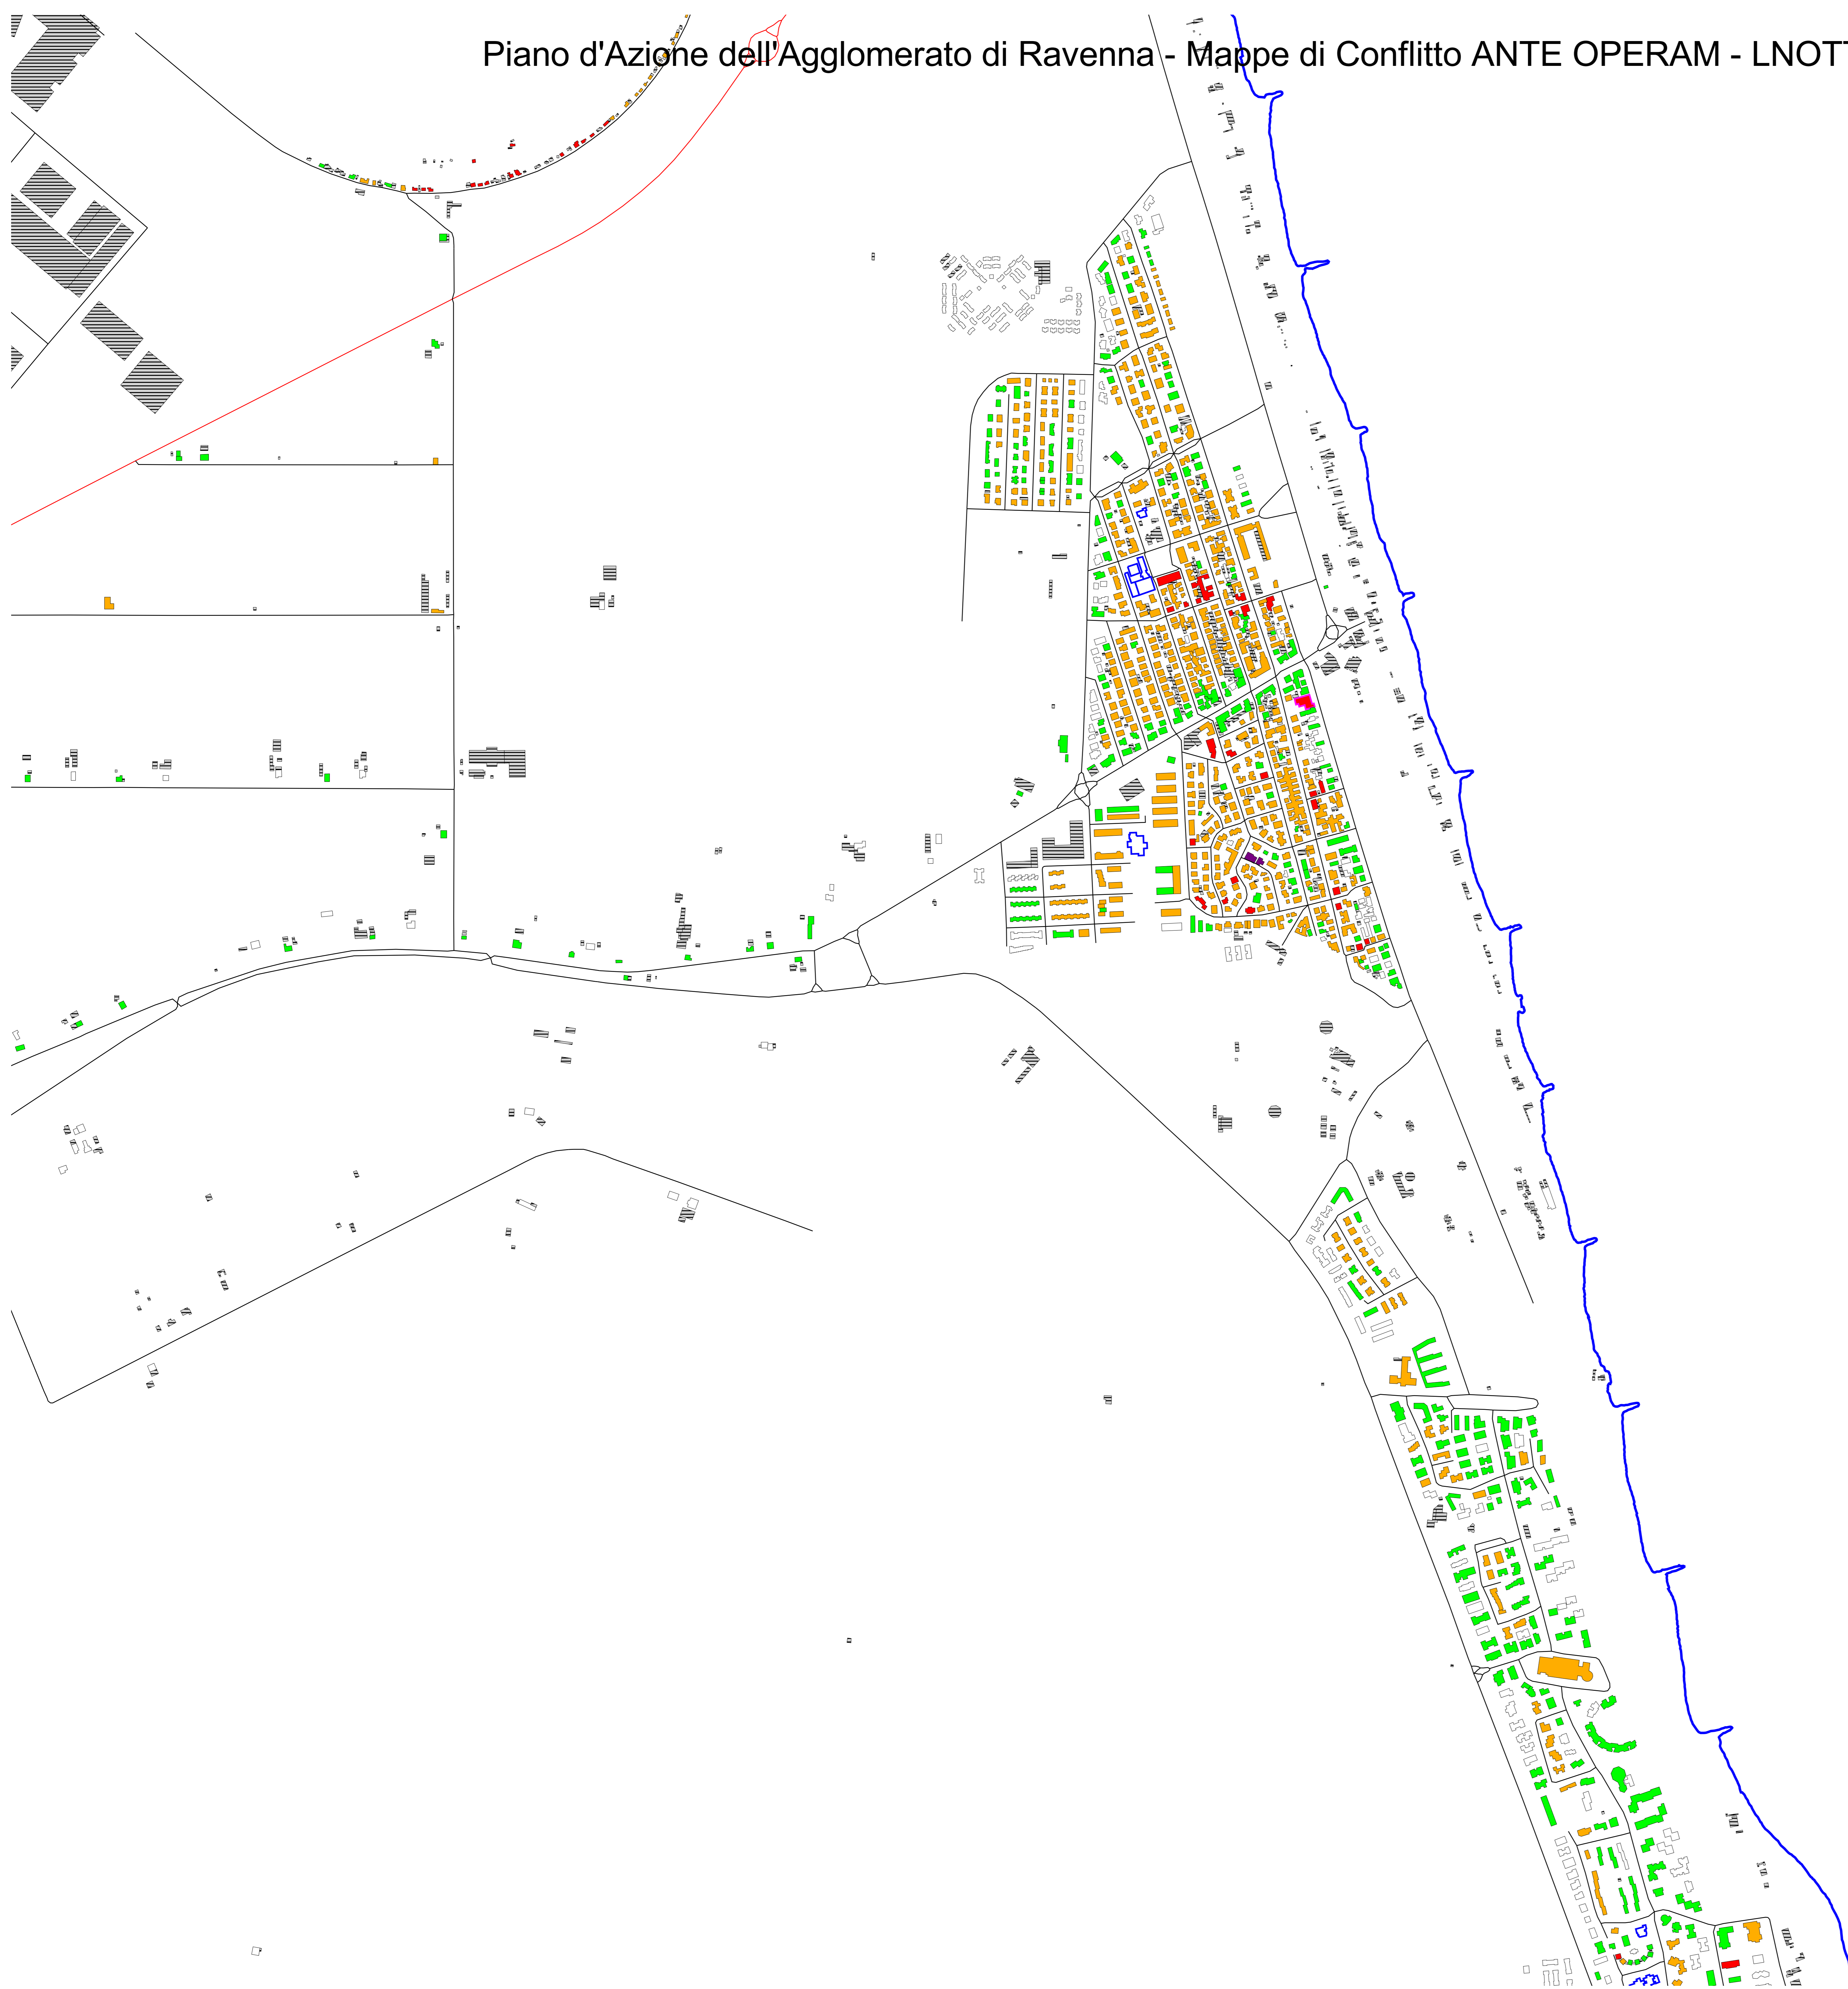 Piano d'Azione dell'Agglomerato di Ravenna - Mappe di Conflitto ANTE OPERAM - LNOTT